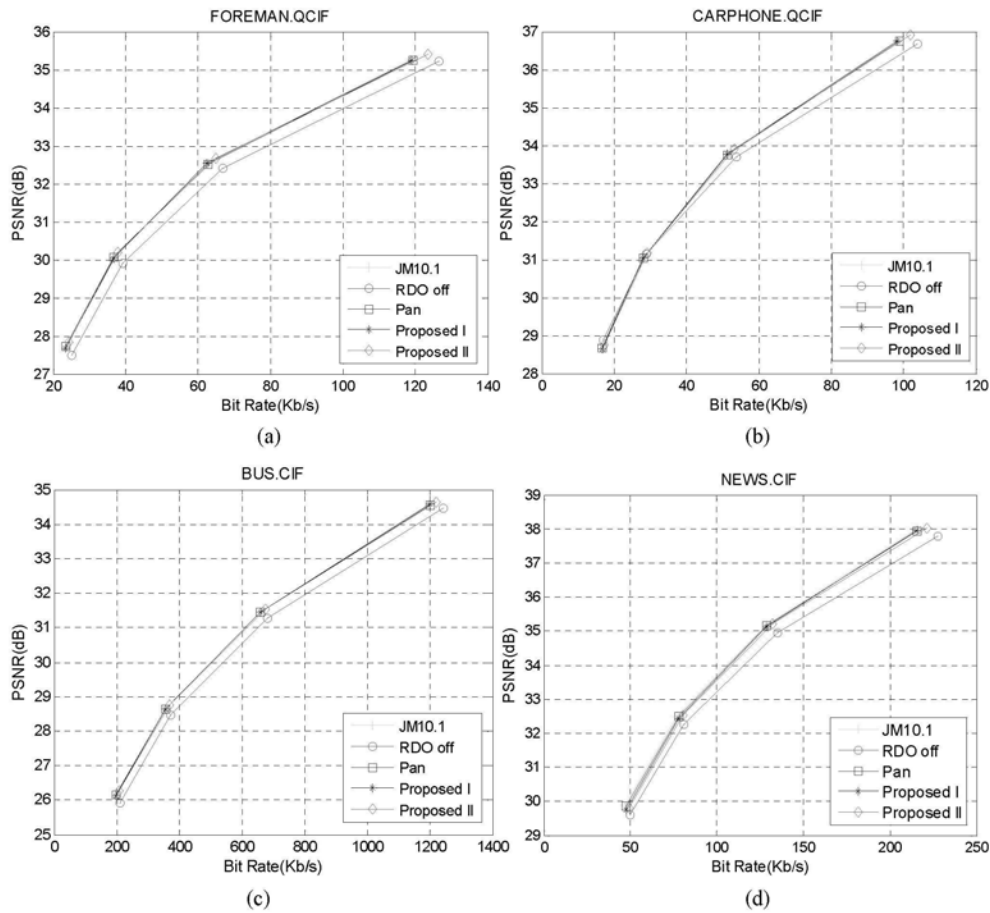 FOREMAN.QCIF
36
35
34
33
32
31
30
29
28
27
PSNR(dB)
JM10.1
RDO off
Pan
Proposed I
Proposed II
20 40 60 80 100 120 140
Bit Rate(Kb/s)
(a)
CARPHONE.QCIF
37
36
35
34
33
32
31
30
29
28
PSNR(dB)
JM10.1
RDO off
Pan
Proposed I
Proposed II
0 20 40 60 80 100 120
Bit Rate(Kb/s)
(b)
BUS.CIF
35
34
33
32
31
30
29
28
27
26
25
PSNR(dB)
JM10.1
RDO off
Pan
Proposed I
Proposed II
0 200 400 600 800 1000 1200 1400
Bit Rate(Kb/s)
(c)
NEWS.CIF
39
38
37
36
35
34
33
32
31
30
29
PSNR(dB)
JM10.1
RDO off
Pan
Proposed I
Proposed II
0 50 100 150 200 250
Bit Rate(Kb/s)
(d)